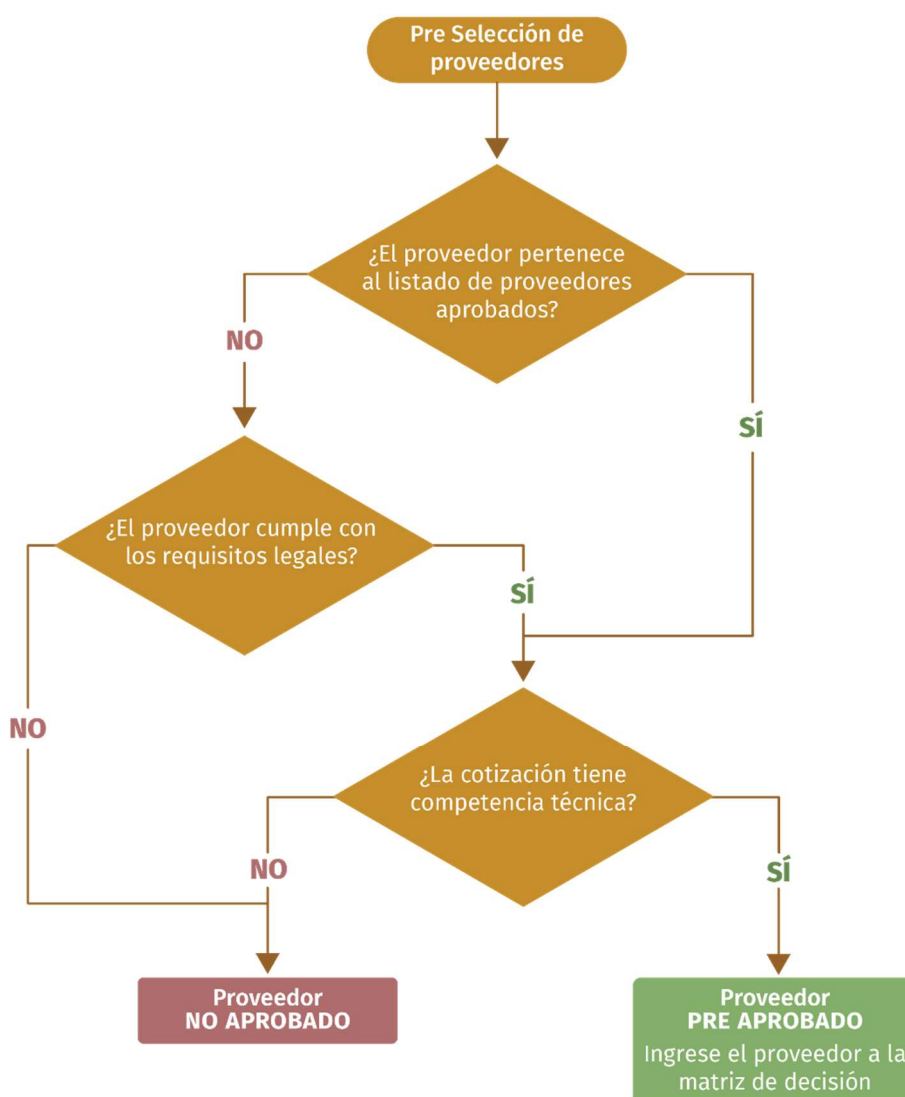 Pre Selección de
proveedores
¿El proveedor pertenece
al listado de proveedores
aprobados?
NO
SÍ
¿El proveedor cumple con
los requisitos legales?
SÍ
NO
¿La cotización tiene
competencia técnica?
NO
SÍ
Proveedor
NO APROBADO
Proveedor
PRE APROBADO
Ingrese el proveedor a la
matriz de decisión